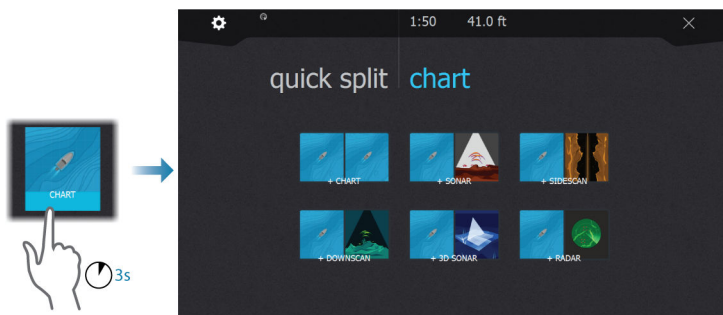 1:50 41.0 ft
quick split chart
CHART
3s
+ CHART + SONAR + SIDESCAN
+ DOWNSCAN + 3D SONAR + RADAR